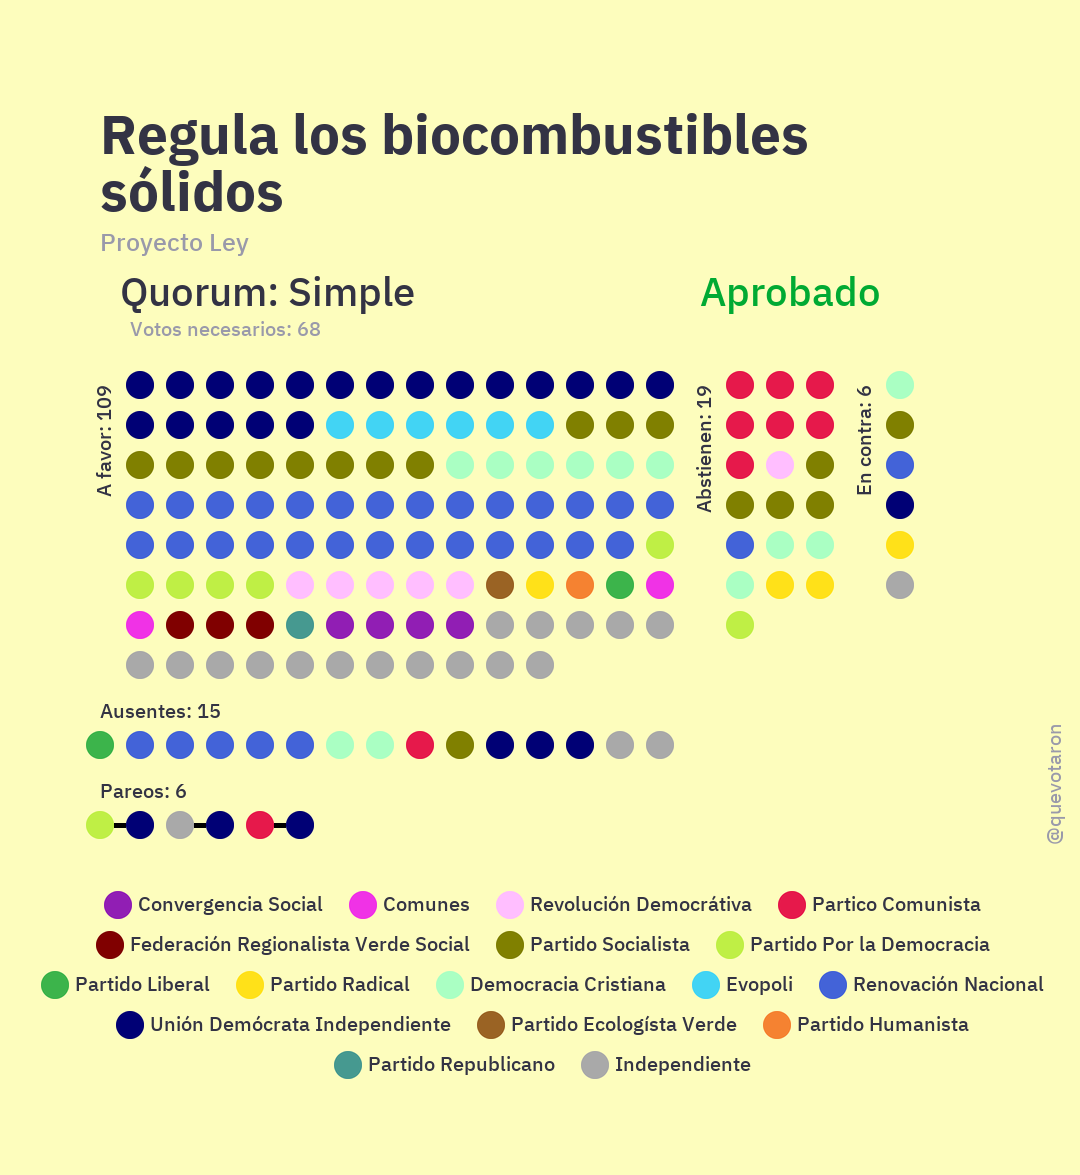 Regula los biocombustibles
sólidos
Proyecto Ley
Quorum: Simple
Aprobado
Votos necesarios: 68
A favor: 109
Abstienen: 19
En contra: 6
Ausentes: 15
Pareos: 6
@quevotaron
Convergencia Social
Comunes
Revolución Democrátiva
Partico Comunista
Federación Regionalista Verde Social
Partido Socialista
Partido Por la Democracia
Partido Liberal
Partido Radical
Democracia Cristiana
Evopoli
Renovación Nacional
Unión Demócrata Independiente
Partido Ecologísta Verde
Partido Humanista
Partido Republicano
Independiente